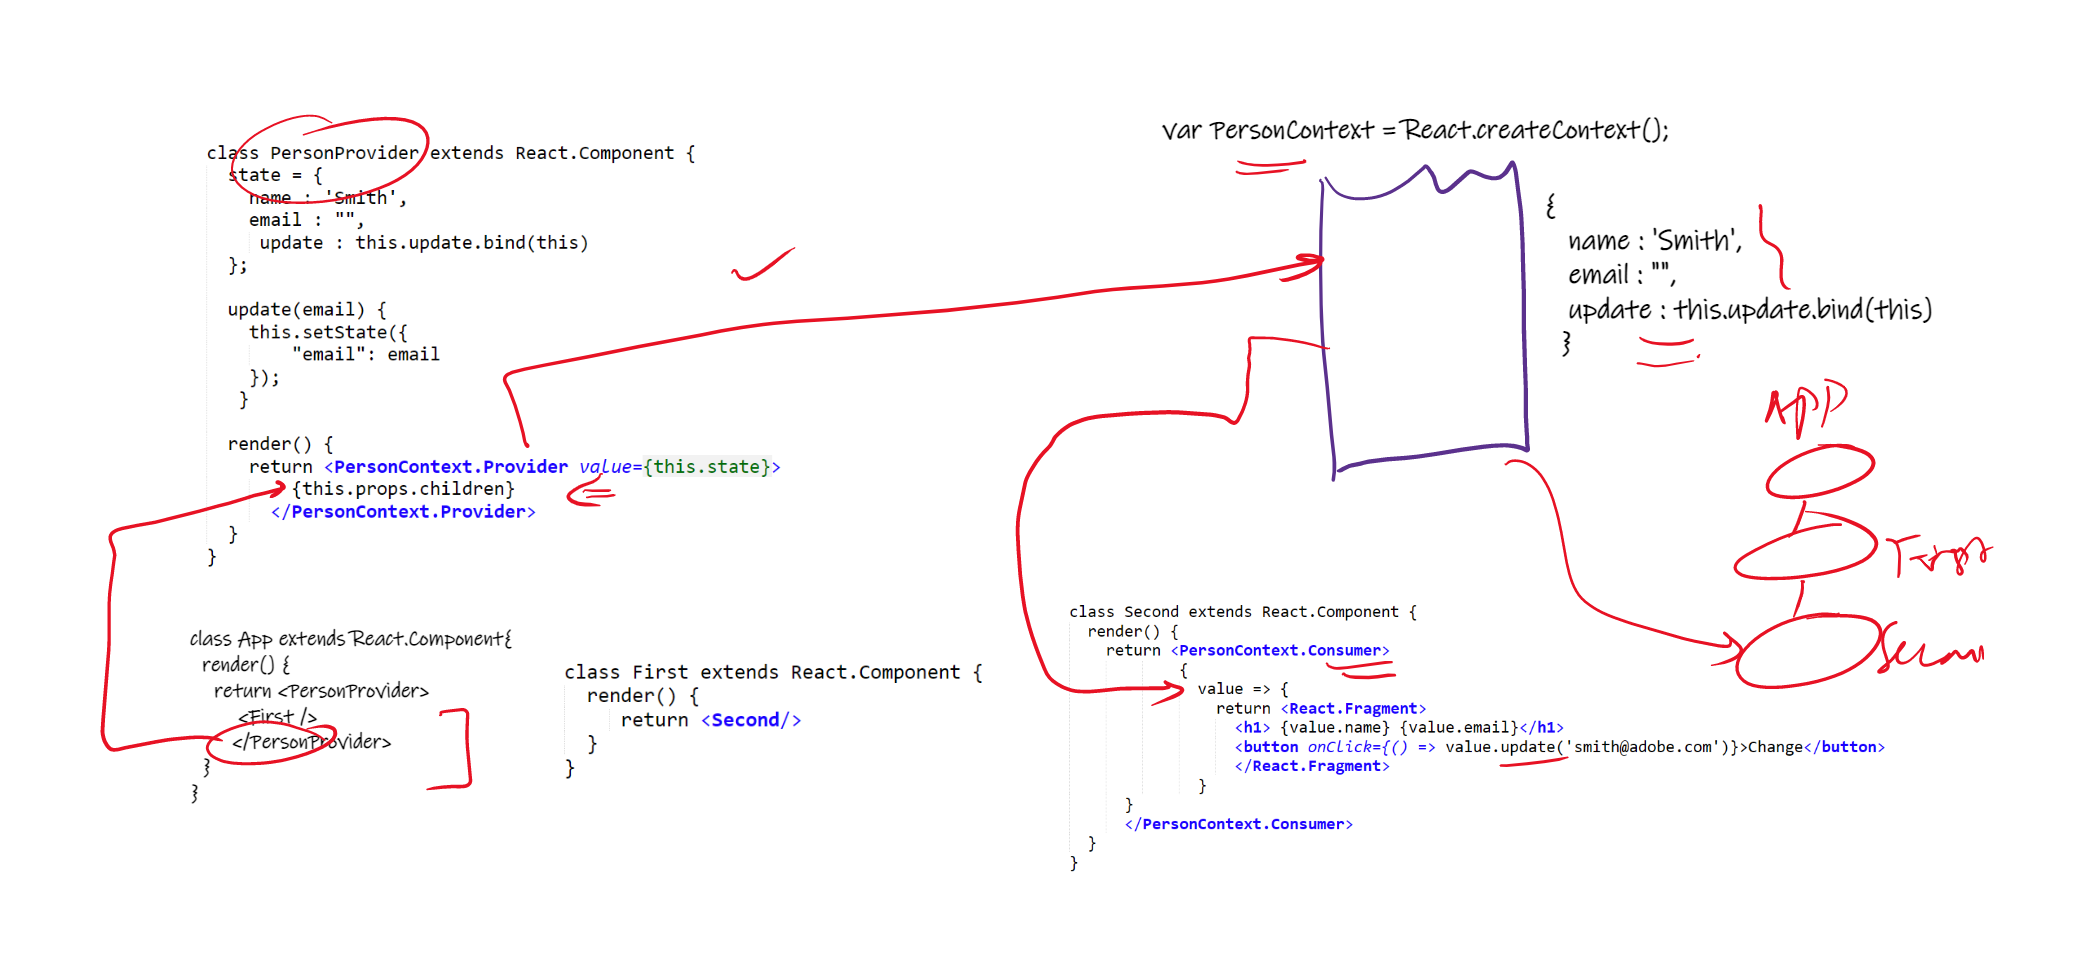 class PersonProvider extends React.Component {
state = {
name : 'Smith',
email : "",
update : this.update.bind(this)
};
update(email) {
this.setState({
"email": email
});
}
render() {
return <PersonContext.Provider value={this.state}>
{this.props.children}
</PersonContext.Provider>
}
}
var PersonContext = React.createContext();
{
name : 'Smith',
email : "",
update : this.update.bind(this)
}
APP
class App extends React.Component{
render() {
return <PersonProvider>
<First />
</PersonProvider>
}
}
class First extends React.Component {
render() {
return <Second/>
}
}
class Second extends React.Component {
render() {
return <PersonContext.Consumer>
{
value => {
return <React.Fragment>
<h1> {value.name} {value.email}</h1>
<button onClick={() => value.update('smith@adobe.com')}>Change</button>
</React.Fragment>
}
}
</PersonContext.Consumer>
}
}